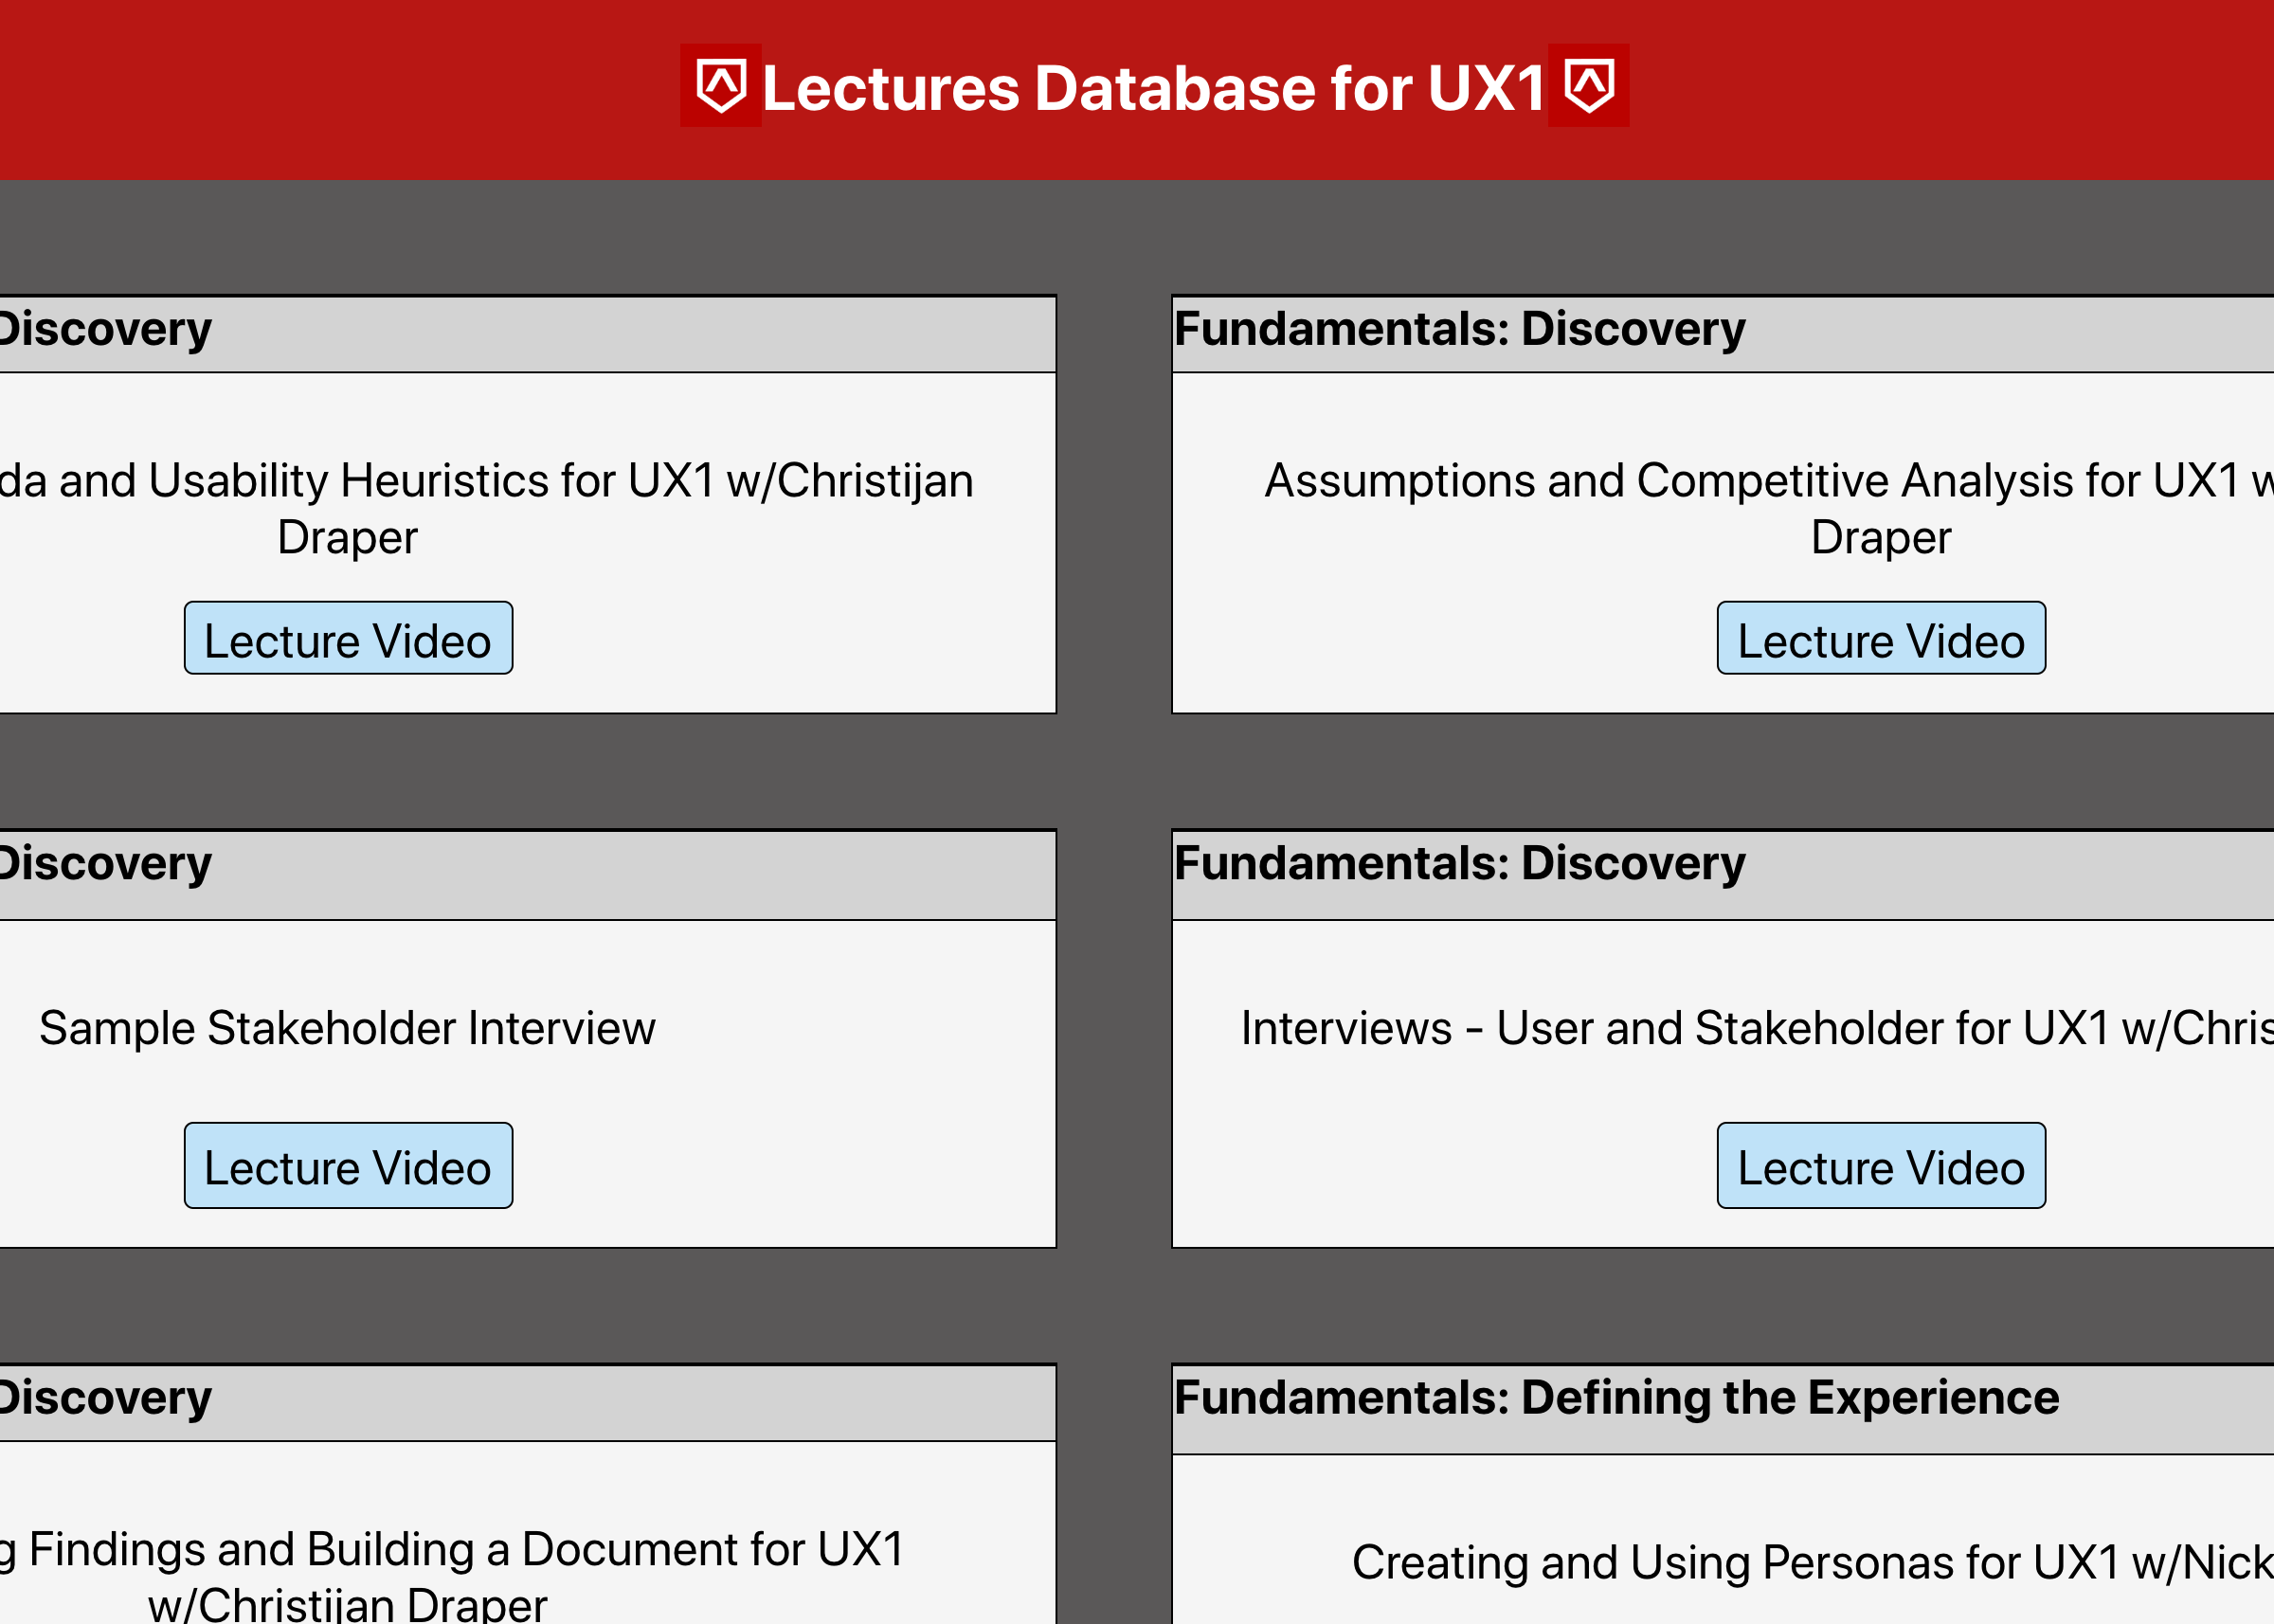 Lectures Database for UX1
Discovery
Fundamentals: Discovery
da and Usability Heuristics for UX1 w/Christijan
Draper
Lecture Video
Assumptions and Competitive Analysis for UX1 w
Draper
Lecture Video
Discovery
Fundamentals: Discovery
Sample Stakeholder Interview
Lecture Video
Interviews - User and Stakeholder for UX1 w/Chris
Lecture Video
Discovery
Fundamentals: Defining the Experience
g Findings and Building a Document for UX1
w/Christijan Draper
Creating and Using Personas for UX1 w/Nick